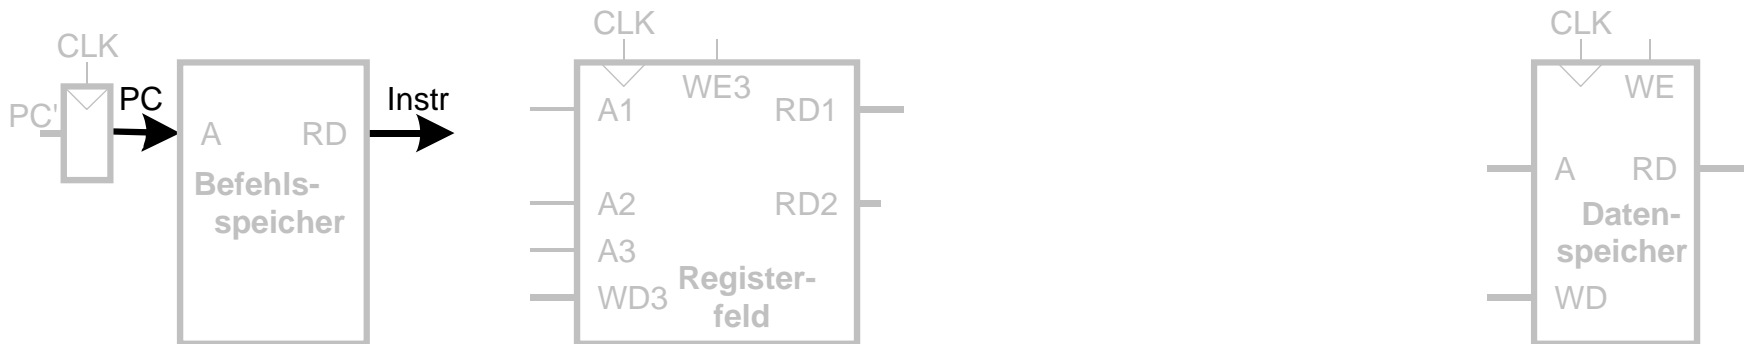 CLK
PC'
PC
A
RD
Befehls-
speicher
Instr
CLK
WE3
A1
RD1
A2
RD2
A3
WD3
Register-
feld
CLK
WE
A
RD
Daten-
speicher
WD